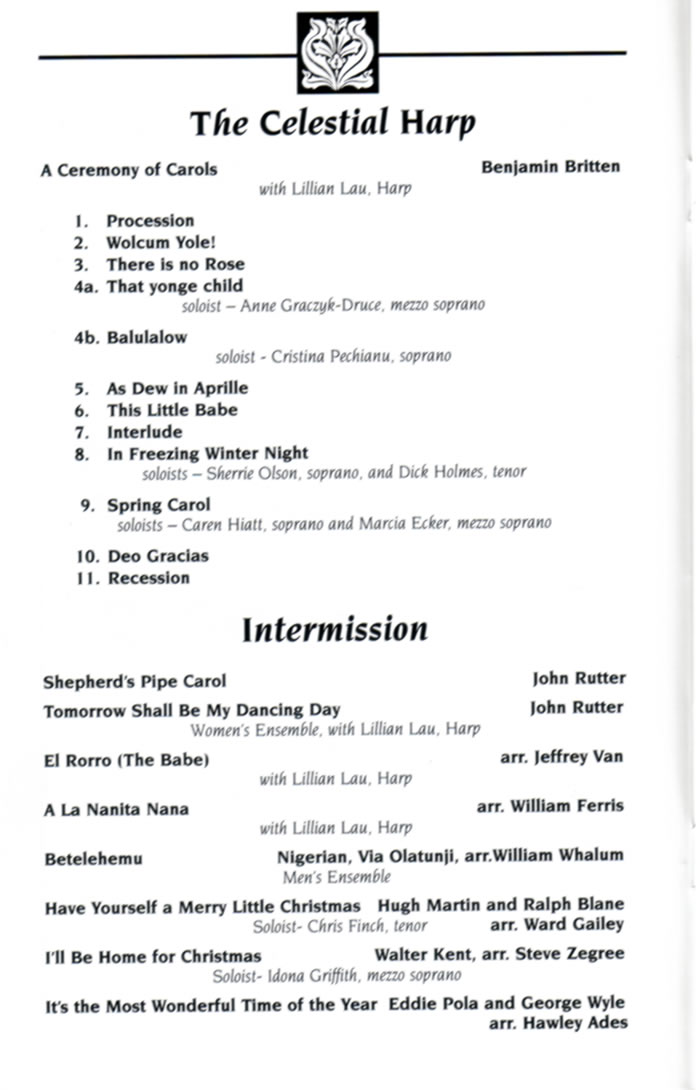 The Celestial Harp
A Ceremony of Carols Benjamin Britten
with Lillian Lau, Harp
1. Procession
2. Wolcum Yole!
3. There is no Rose
4a. That yonge child
soloist – Anne Graczyk-Druce, mezzo soprano
4b. Balulalow
soloist - Cristina Pechianu, soprano
5. As Dew in Aprille
6. This Little Babe
7. Interlude
8. In Freezing Winter Night
soloists – Sherrie Olson, soprano, and Dick Holmes, tenor
9. Spring Carol
soloists – Caren Hiatt, soprano and Marcia Ecker, mezzo soprano
10. Deo Gracias
11. Recession
Intermission
Shepherd's Pipe Carol John Rutter
Tomorrow Shall Be My Dancing Day John Rutter
Women's Ensemble, with Lillian Lau, Harp
El Rorro (The Babe) arr. Jeffrey Van
with Lillian Lau, Harp
A La Nanita Nana arr. William Ferris
with Lillian Lau, Harp
Betelehemu Nigerian, Via Olatunji, arr.William Whalum
Men's Ensemble
Have Yourself a Merry Little Christmas Hugh Martin and Ralph Blane
Soloist- Chris Finch, tenor arr. Ward Gailey
I'll Be Home for Christmas Walter Kent, arr. Steve Zegree
Soloist- Idona Griffith, mezzo soprano
It's the Most Wonderful Time of the Year Eddie Pola and George Wyle
arr. Hawley Ades